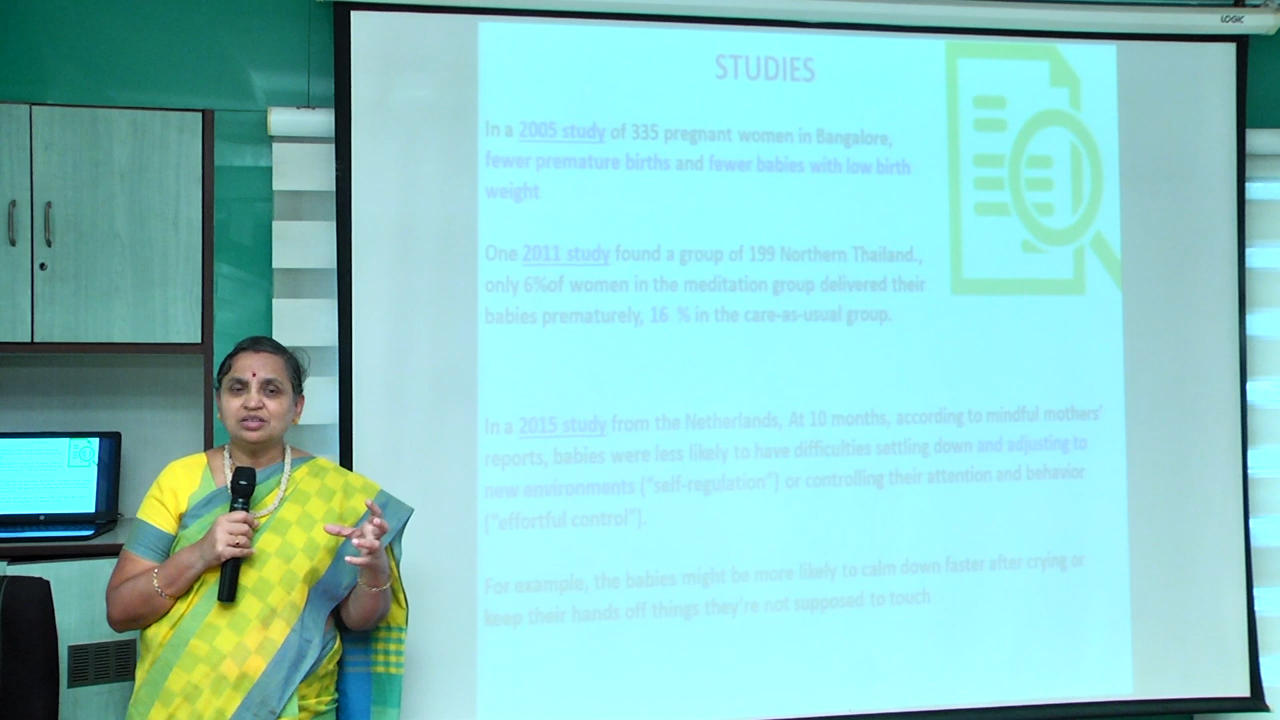 LOGIC
STUDIES
In a 2005 study of 335 pregnant women in Bangalore,
fewer premature births and fewer babies with low birth
weight
One 2011 study found a group of 199 Northern Thailand.,
only 6%of women in the meditation group delivered their
babies prematurely, 16 % in the care-as-usual group.
In a 2015 study from the Netherlands, At 10 months, according to mindful mothers'
reports, babies were less likely to have difficulties settling down and adjusting to
new environments ("self-regulation") or controlling their attention and behavior
("effortful control").
For example, the babies might be more likely to calm down faster after crying or
keep their hands off things they're not supposed to touch